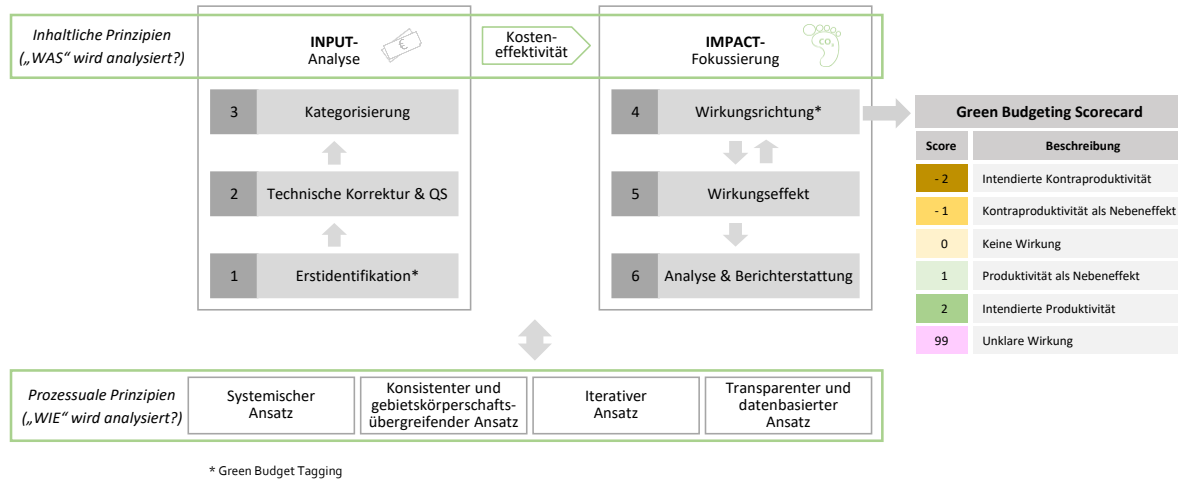 Inhaltliche Prinzipien
(„WAS“ wird analysiert?)
INPUT-
Analyse
€
Kosten-
effektivität
IMPACT-
Fokussierung
CO₂
3 Kategorisierung
2 Technische Korrektur & QS
1 Erstidentifikation*
4 Wirkungsrichtung*
5 Wirkungseffekt
6 Analyse & Berichterstattung
Green Budgeting Scorecard
Score Beschreibung
- 2 Intendierte Kontraproduktivität
- 1 Kontraproduktivität als Nebeneffekt
0 Keine Wirkung
1 Produktivität als Nebeneffekt
2 Intendierte Produktivität
99 Unklare Wirkung
Prozessuale Prinzipien
(„WIE“ wird analysiert?)
Systemischer
Ansatz
Konsistenter und
gebietskörperschafts-
übergreifender Ansatz
Iterativer
Ansatz
Transparenter und
datenbasierter
Ansatz
* Green Budget Tagging